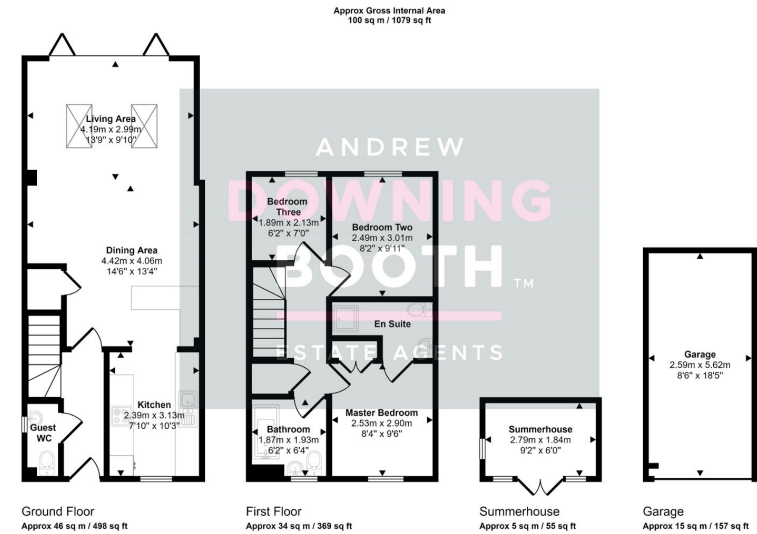 Approx Gross Internal Area
100 sq m / 1079 sq ft
Living Area
4.19m x 2.99m
13'9" x 9'10"
Dining Area
4.42m x 4.06m
14'6" x 13'4"
Kitchen
2.39m x 3.13m
7'10" x 10'3"
Guest
WC
Ground Floor
Approx 46 sq m / 498 sq ft
ANDREW
DOWNING
BOOTH TM
ESTATE AGENTS
Bedroom
Three
1.89m x 2.13m
6'2" x 7'0"
Bedroom Two
2.49m x 3.01m
8'2" x 9'11"
En Suite
Master Bedroom
2.53m x 2.90m
8'4" x 9'6"
Bathroom
1.87m x 1.93m
6'2" x 6'4"
First Floor
Approx 34 sq m / 369 sq ft
Summerhouse
2.79m x 1.84m
9'2" x 6'0"
Summerhouse
Approx 5 sq m / 55 sq ft
Garage
2.59m x 5.62m
8'6" x 18'5"
Garage
Approx 15 sq m / 157 sq ft